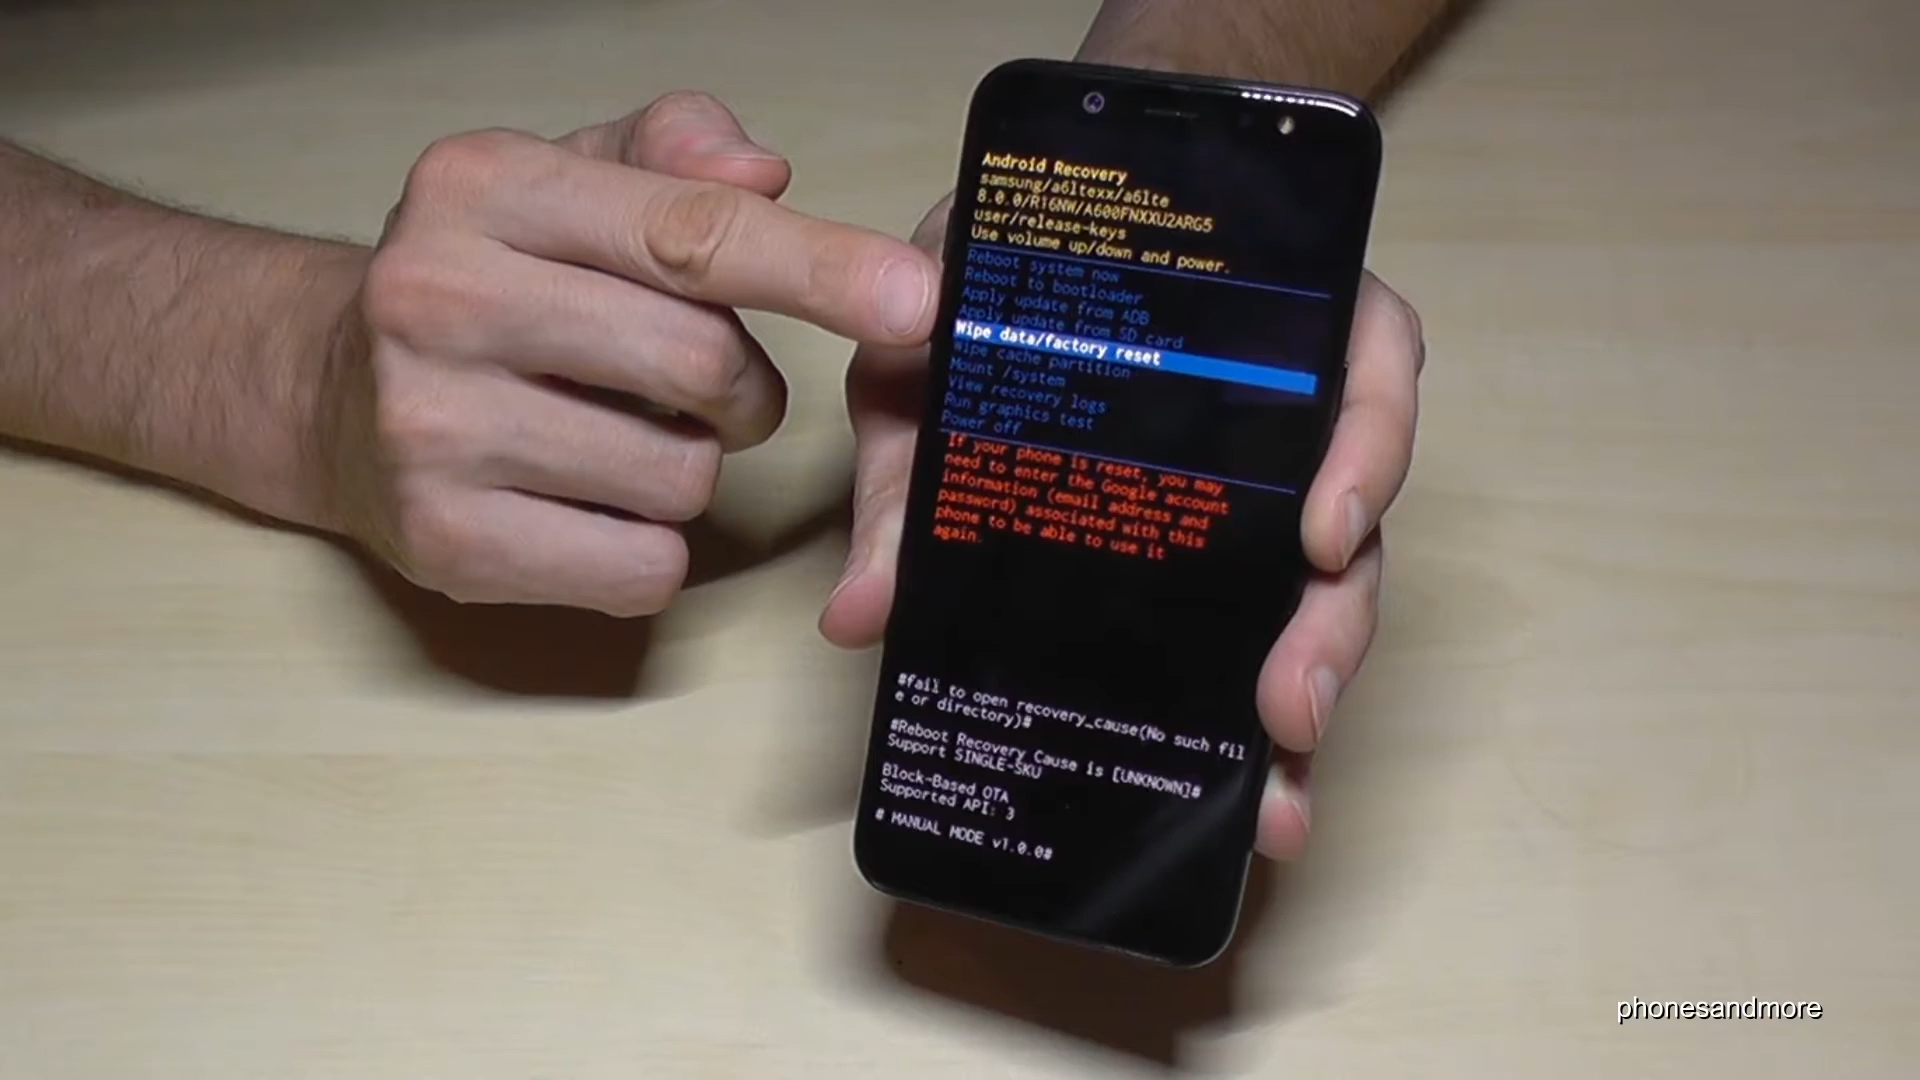 Android Recovery
samsung/a6ltexx/a6lte
8.0.0/R16NW/A600FNXXU2ARG5
user/release-keys
Use volume up/down and power.
Reboot system now
Reboot to bootloader
Apply update from ADB
Apply update from SD card
Wipe data/factory reset
Wipe cache partition
Mount /system
View recovery logs
Run graphics test
Power off
If your phone is reset, you may
need to enter the Google account
information (email address and
password) associated with this
phone to be able to use it
again.
#fail to open recovery_cause(No such fil
e or directory)#
#Reboot Recovery Cause is [UNKNOWN]#
Support SINGLE-SKU
Block-Based OTA
Supported API: 3
# MANUAL MODE v1.0.0#
phonesandmore